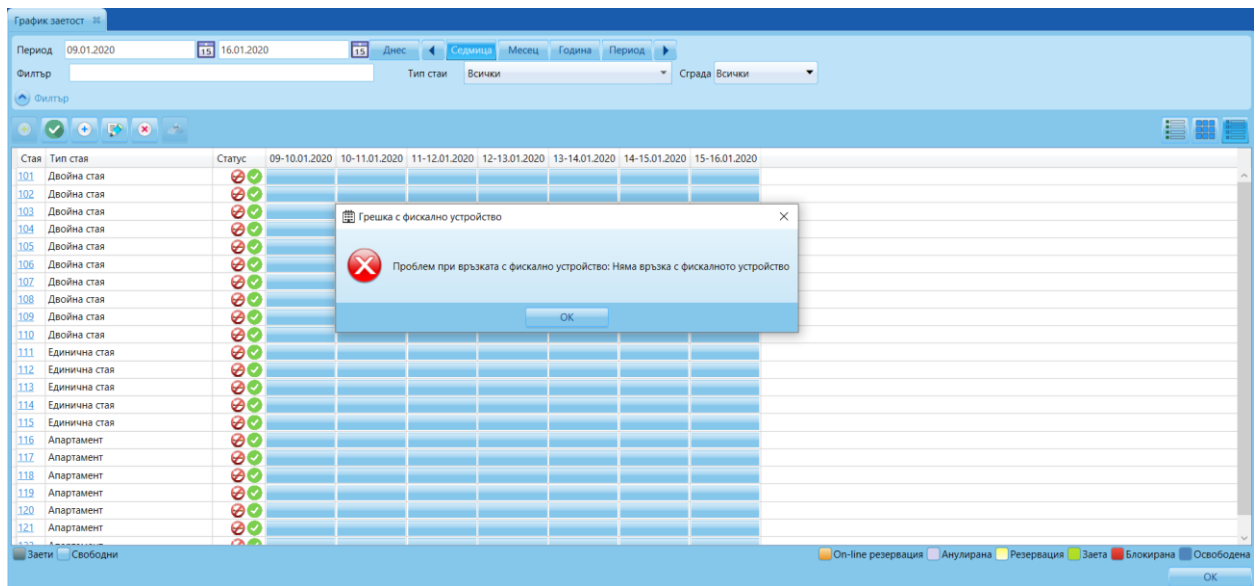 График заетост
Период 09.01.2020 15 16.01.2020 15 Днес Седмица Месец Година Период
Филтър Тип стаи Всички Сграда Всички
Филтър
Стая Тип стая Статус 09-10.01.2020 10-11.01.2020 11-12.01.2020 12-13.01.2020 13-14.01.2020 14-15.01.2020 15-16.01.2020
101 Двойна стая
102 Двойна стая
103 Двойна стая
Грешка с фискално устройство
104 Двойна стая
105 Двойна стая
106 Двойна стая
Проблем при връзката с фискално устройство: Няма връзка с фискалното устройство
107 Двойна стая
108 Двойна стая
109 Двойна стая
OK
110 Двойна стая
111 Единична стая
112 Единична стая
113 Единична стая
114 Единична стая
115 Единична стая
116 Апартамент
117 Апартамент
118 Апартамент
119 Апартамент
120 Апартамент
121 Апартамент
Заети Свободни On-line резервация Анулирана Резервация Заета Блокирана Освободена
OK